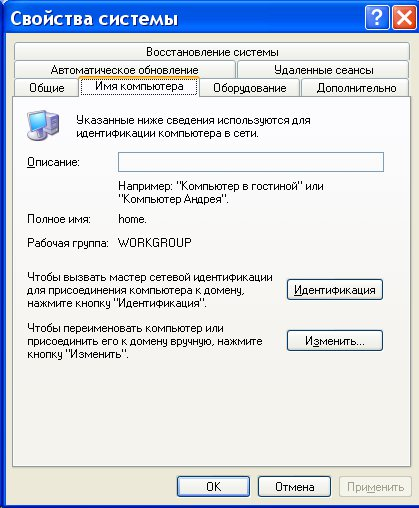 Свойства системы
Восстановление системы
Автоматическое обновление
Удаленные сеансы
Общие
Имя компьютера
Оборудование
Дополнительно
Указанные ниже сведения используются для
идентификации компьютера в сети.
Описание:
Например: "Компьютер в гостиной" или
"Компьютер Андрея".
Полное имя: home.
Рабочая группа: WORKGROUP
Чтобы вызвать мастер сетевой идентификации
для присоединения компьютера к домену,
нажмите кнопку "Идентификация".
Идентификация
Чтобы переименовать компьютер или
присоединить его к домену вручную, нажмите
кнопку "Изменить".
Изменить...
OK
Отмена
Применить